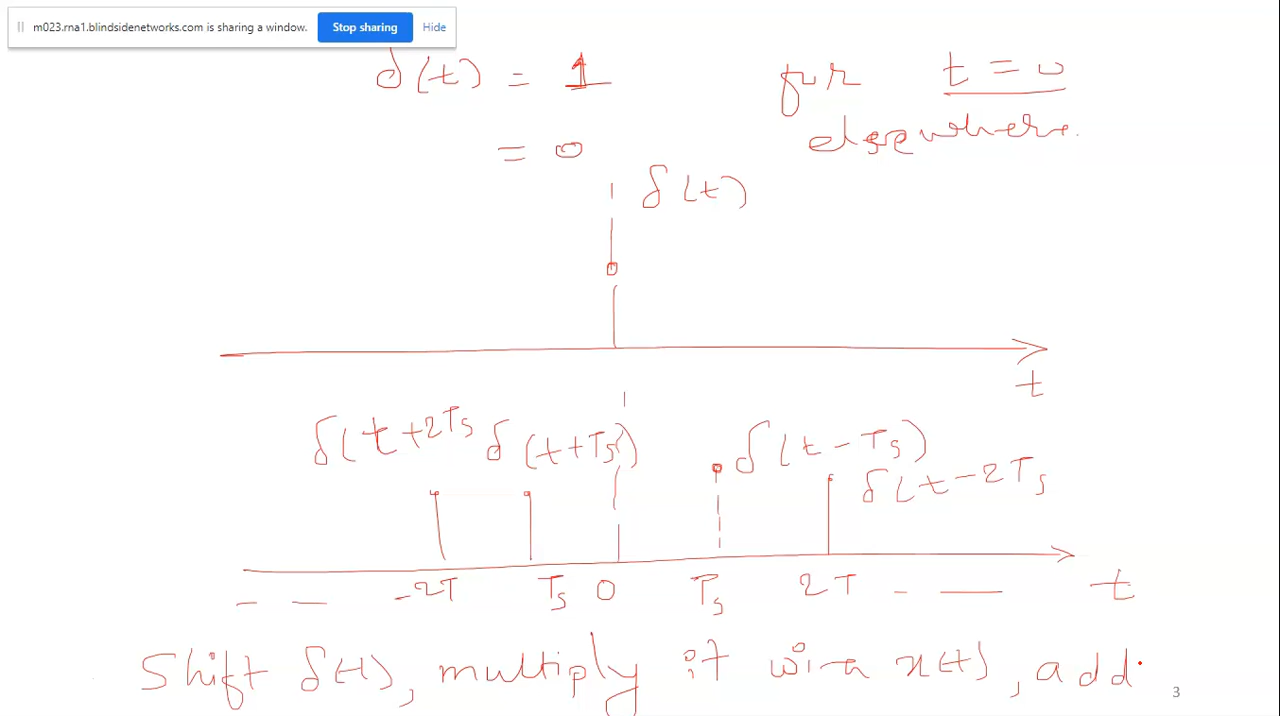 m023.rna1.blindsidenetworks.com is sharing a window. Stop sharing Hide
δ(t) = 1 for t = 0
= 0 elsewhere.
δ(t)
t
δ(t+2Ts δ(t+Ts) δ(t-Ts)
δ(t-2Ts
-- -2T Ts 0 Ts 2T -- t
Shift δ(t), multiply it with x(t), add
3